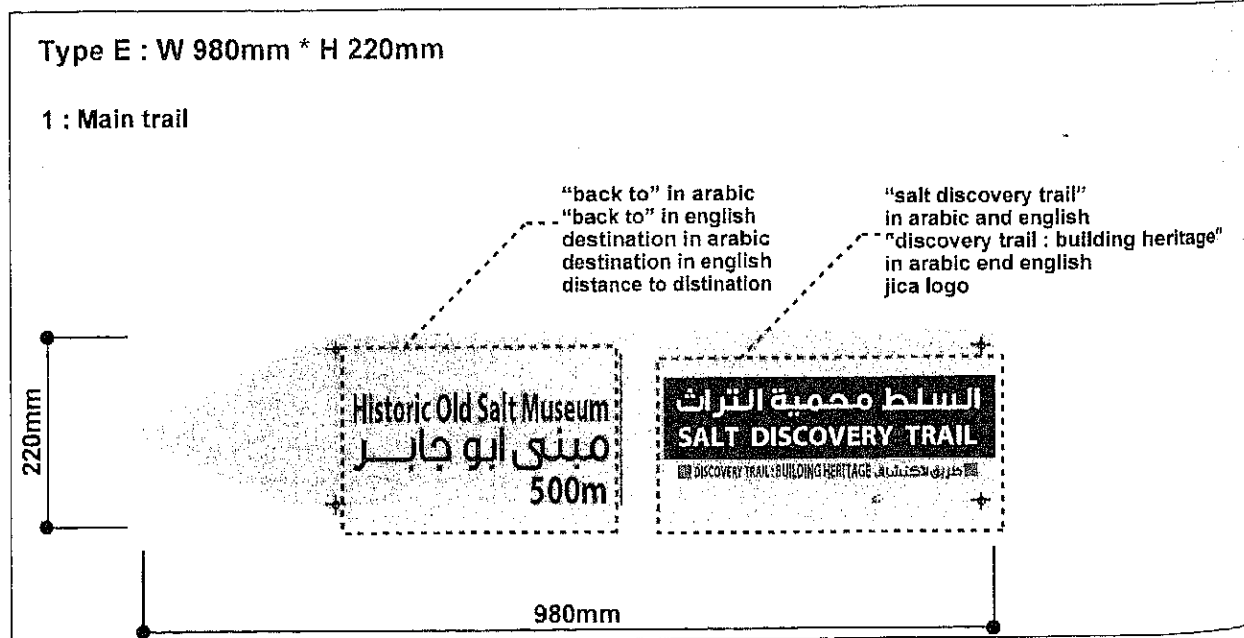 Type E : W 980mm * H 220mm
1 : Main trail
“back to” in arabic
“back to” in english
destination in arabic
destination in english
distance to distination
“salt discovery trail”
in arabic and english
“discovery trail : building heritage”
in arabic end english
jica logo
220mm
Historic Old Salt Museum
مبنى ابو جابر
500m
السلط محمية التراث
SALT DISCOVERY TRAIL
DISCOVERY TRAIL : BUILDING HERITAGE
980mm